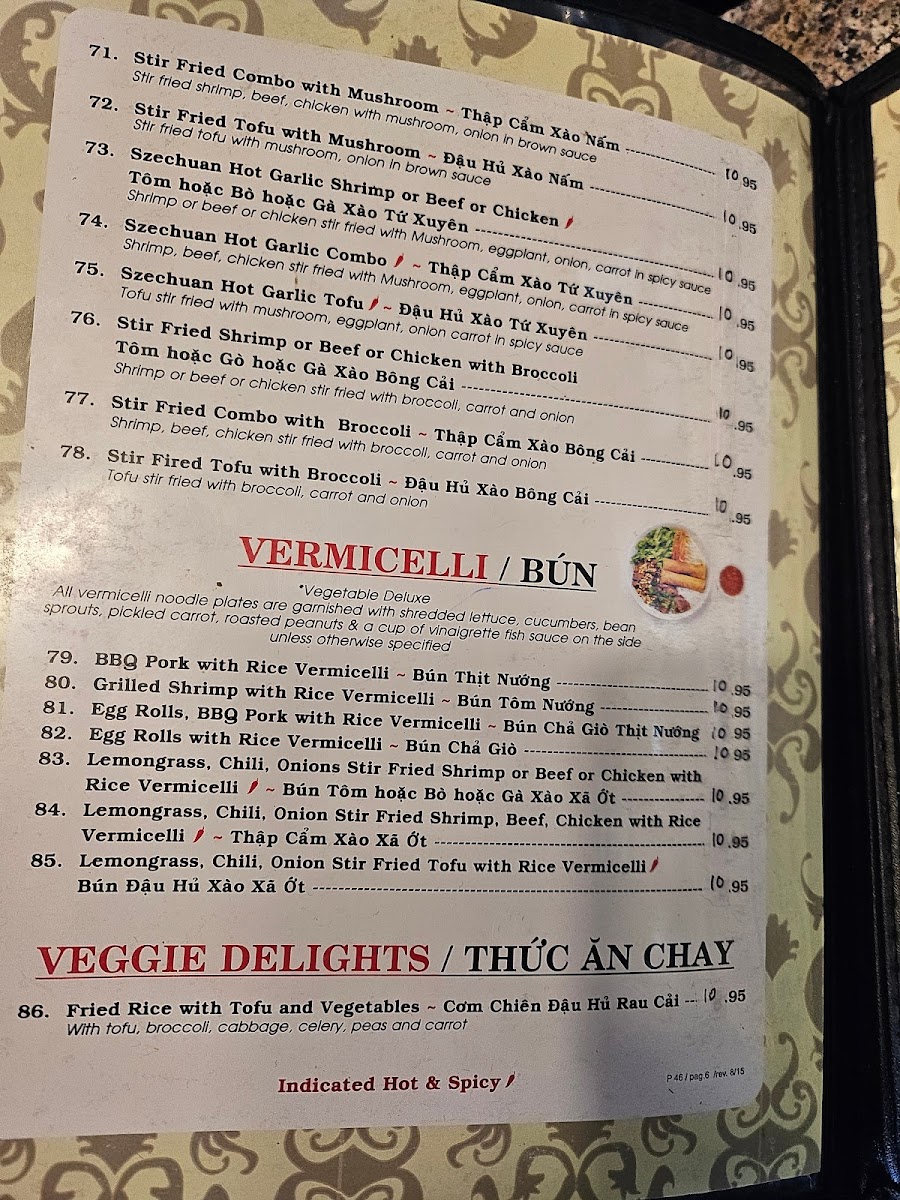 71. Stir Fried Combo with Mushroom ~ Thập Cẩm Xào Nấm 10.95
Stir fried shrimp, beef, chicken with mushroom, onion in brown sauce
72. Stir Fried Tofu with Mushroom ~ Đậu Hủ Xào Nấm 10.95
Stir fried tofu with mushroom, onion in brown sauce
73. Szechuan Hot Garlic Shrimp or Beef or Chicken
Tôm hoặc Bò hoặc Gà Xào Tứ Xuyên 10.95
Shrimp or beef or chicken stir fried with Mushroom, eggplant, onion, carrot in spicy sauce
74. Szechuan Hot Garlic Combo ~ Thập Cẩm Xào Tứ Xuyên 10.95
Shrimp, beef, chicken stir fried with Mushroom, eggplant, onion, carrot in spicy sauce
75. Szechuan Hot Garlic Tofu ~ Đậu Hủ Xào Tứ Xuyên 10.95
Tofu stir fried with mushroom, eggplant, onion carrot in spicy sauce
76. Stir Fried Shrimp or Beef or Chicken with Broccoli
Tôm hoặc Gò hoặc Gà Xào Bông Cải 10.95
Shrimp or beef or chicken stir fried with broccoli, carrot and onion
77. Stir Fried Combo with Broccoli ~ Thập Cẩm Xào Bông Cải 10.95
Shrimp, beef, chicken stir fried with broccoli, carrot and onion
78. Stir Fired Tofu with Broccoli ~ Đậu Hủ Xào Bông Cải 10.95
Tofu stir fried with broccoli, carrot and onion
VERMICELLI / BÚN
*Vegetable Deluxe
All vermicelli noodle plates are garnished with shredded lettuce, cucumbers, bean
sprouts, pickled carrot, roasted peanuts & a cup of vinaigrette fish sauce on the side
unless otherwise specified
79. BBQ Pork with Rice Vermicelli ~ Bún Thịt Nướng 10.95
80. Grilled Shrimp with Rice Vermicelli ~ Bún Tôm Nướng 10.95
81. Egg Rolls, BBQ Pork with Rice Vermicelli ~ Bún Chả Giò Thịt Nướng 10 95
82. Egg Rolls with Rice Vermicelli ~ Bún Chả Giò 10 95
83. Lemongrass, Chili, Onions Stir Fried Shrimp or Beef or Chicken with
Rice Vermicelli ~ Bún Tôm hoặc Bò hoặc Gà Xào Xã Ớt 10.95
84. Lemongrass, Chili, Onion Stir Fried Shrimp, Beef, Chicken with Rice
Vermicelli ~ Thập Cẩm Xào Xã Ớt 10.95
85. Lemongrass, Chili, Onion Stir Fried Tofu with Rice Vermicelli
Bún Đậu Hủ Xào Xã Ớt 10.95
VEGGIE DELIGHTS / THỨC ĂN CHAY
86. Fried Rice with Tofu and Vegetables ~ Cơm Chiên Đậu Hủ Rau Cải 10.95
With tofu, broccoli, cabbage, celery, peas and carrot
Indicated Hot & Spicy
P 46 / pag.6 /rev. 8/15